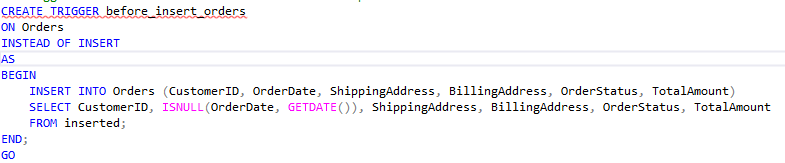 CREATE TRIGGER before_insert_orders
ON Orders
INSTEAD OF INSERT
AS
BEGIN
    INSERT INTO Orders (CustomerID, OrderDate, ShippingAddress, BillingAddress, OrderStatus, TotalAmount)
    SELECT CustomerID, ISNULL(OrderDate, GETDATE()), ShippingAddress, BillingAddress, OrderStatus, TotalAmount
    FROM inserted;
END;
GO